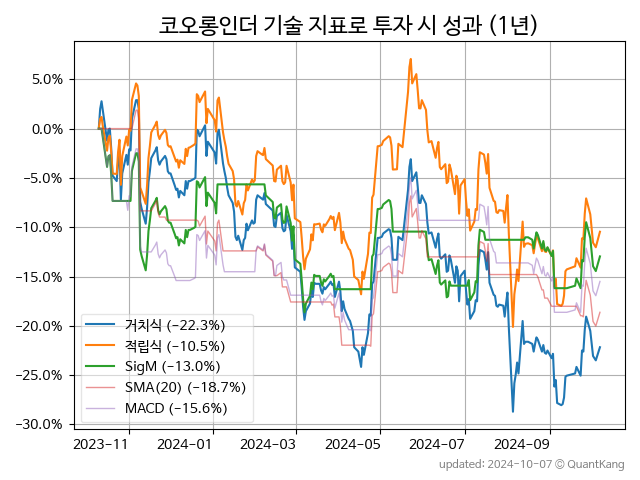 코오롱인더 기술 지표로 투자 시 성과 (1년)
5.0%
0.0%
−5.0%
−10.0%
−15.0%
−20.0%
−25.0%
−30.0%
거치식 (−22.3%)
적립식 (−10.5%)
SigM (−13.0%)
SMA(20) (−18.7%)
MACD (−15.6%)
2023−11 2024−01 2024−03 2024−05 2024−07 2024−09
updated: 2024-10-07 © QuantKang